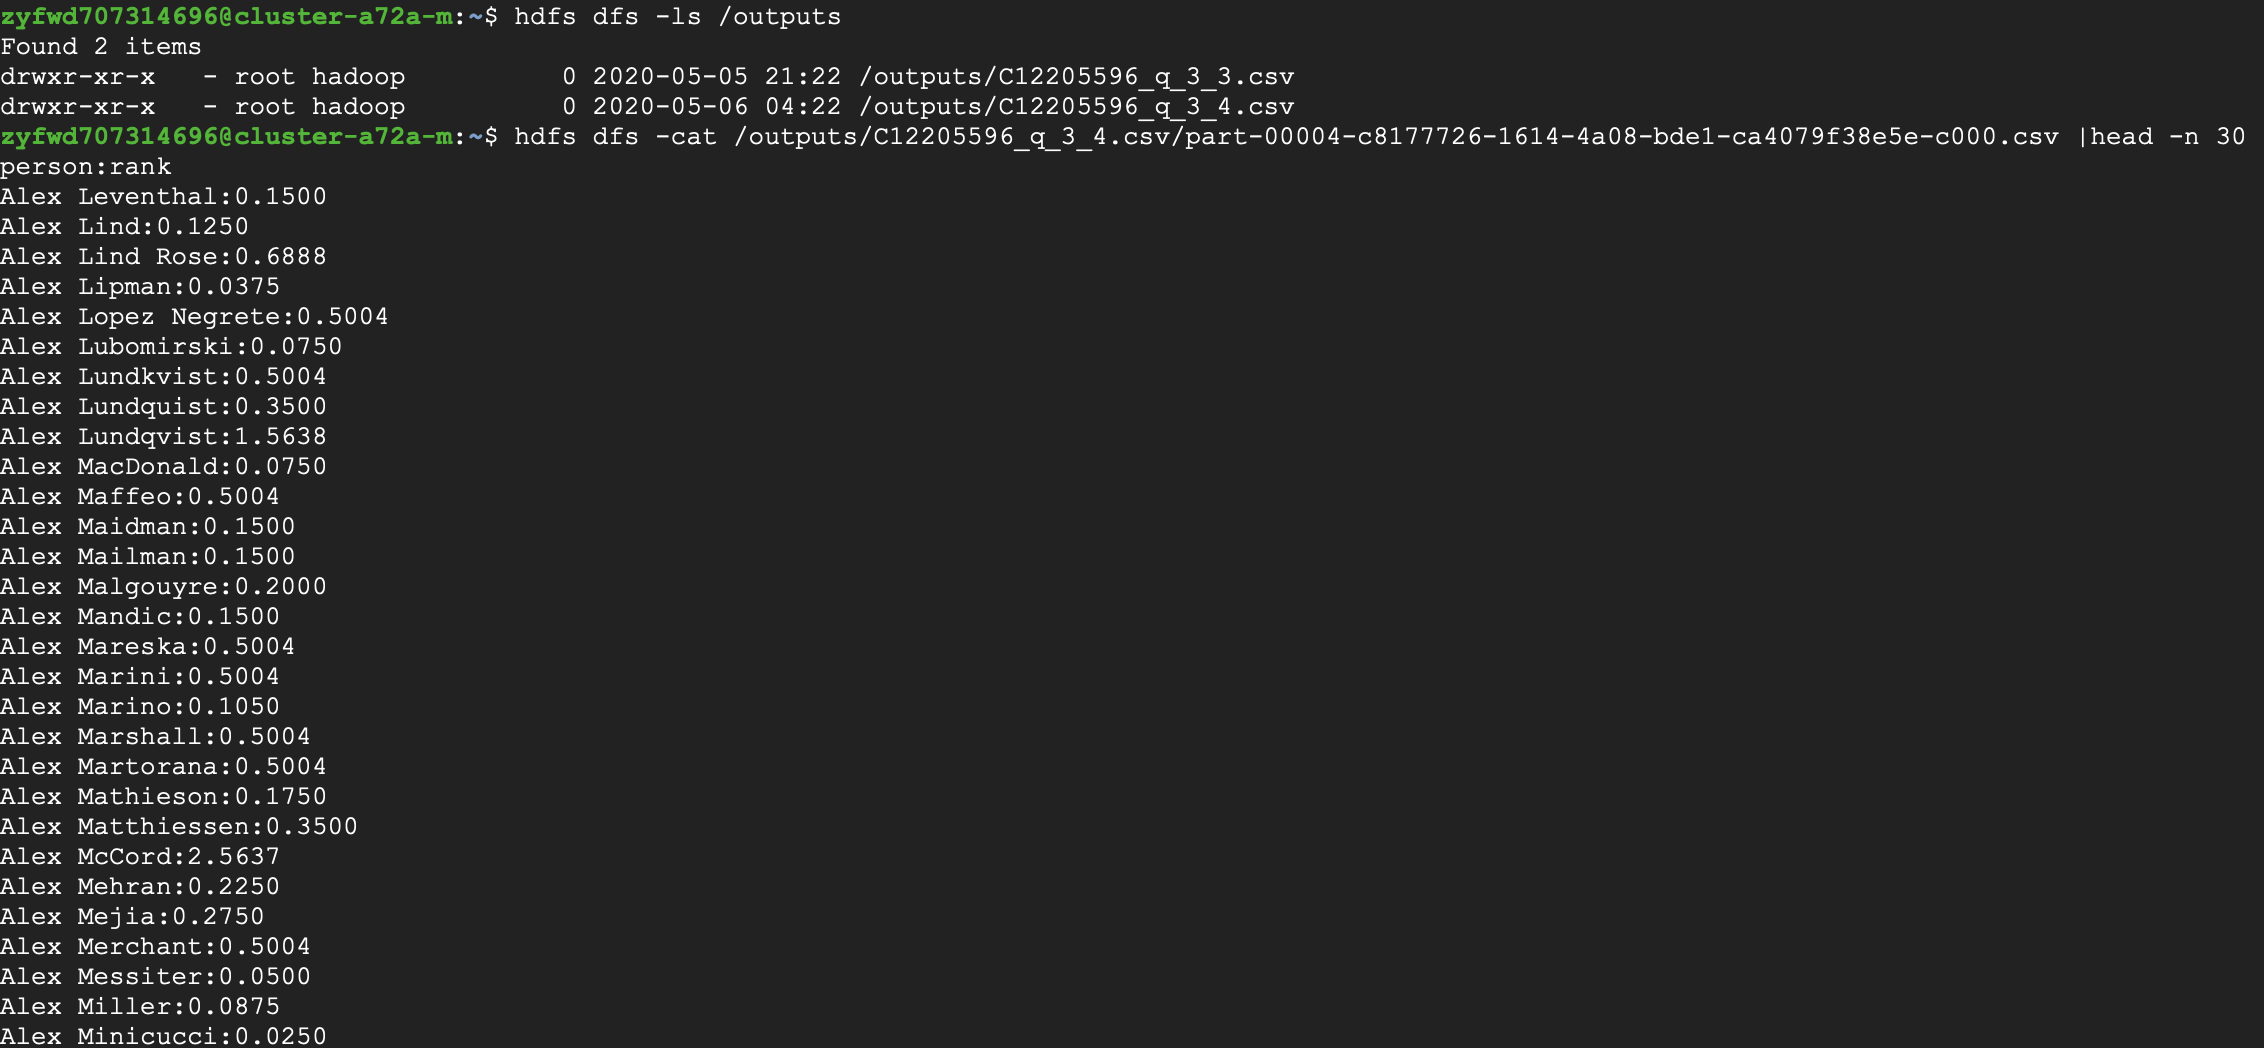 zyfwd707314696@cluster-a72a-m:~$ hdfs dfs -ls /outputs
Found 2 items
drwxr-xr-x   - root hadoop          0 2020-05-05 21:22 /outputs/C12205596_q_3_3.csv
drwxr-xr-x   - root hadoop          0 2020-05-06 04:22 /outputs/C12205596_q_3_4.csv
zyfwd707314696@cluster-a72a-m:~$ hdfs dfs -cat /outputs/C12205596_q_3_4.csv/part-00004-c8177726-1614-4a08-bde1-ca4079f38e5e-c000.csv |head -n 30
person:rank
Alex Leventhal:0.1500
Alex Lind:0.1250
Alex Lind Rose:0.6888
Alex Lipman:0.0375
Alex Lopez Negrete:0.5004
Alex Lubomirski:0.0750
Alex Lundkvist:0.5004
Alex Lundquist:0.3500
Alex Lundqvist:1.5638
Alex MacDonald:0.0750
Alex Maffeo:0.5004
Alex Maidman:0.1500
Alex Mailman:0.1500
Alex Malgouyre:0.2000
Alex Mandic:0.1500
Alex Mareska:0.5004
Alex Marini:0.5004
Alex Marino:0.1050
Alex Marshall:0.5004
Alex Martorana:0.5004
Alex Mathieson:0.1750
Alex Matthiessen:0.3500
Alex McCord:2.5637
Alex Mehran:0.2250
Alex Mejia:0.2750
Alex Merchant:0.5004
Alex Messiter:0.0500
Alex Miller:0.0875
Alex Minicucci:0.0250